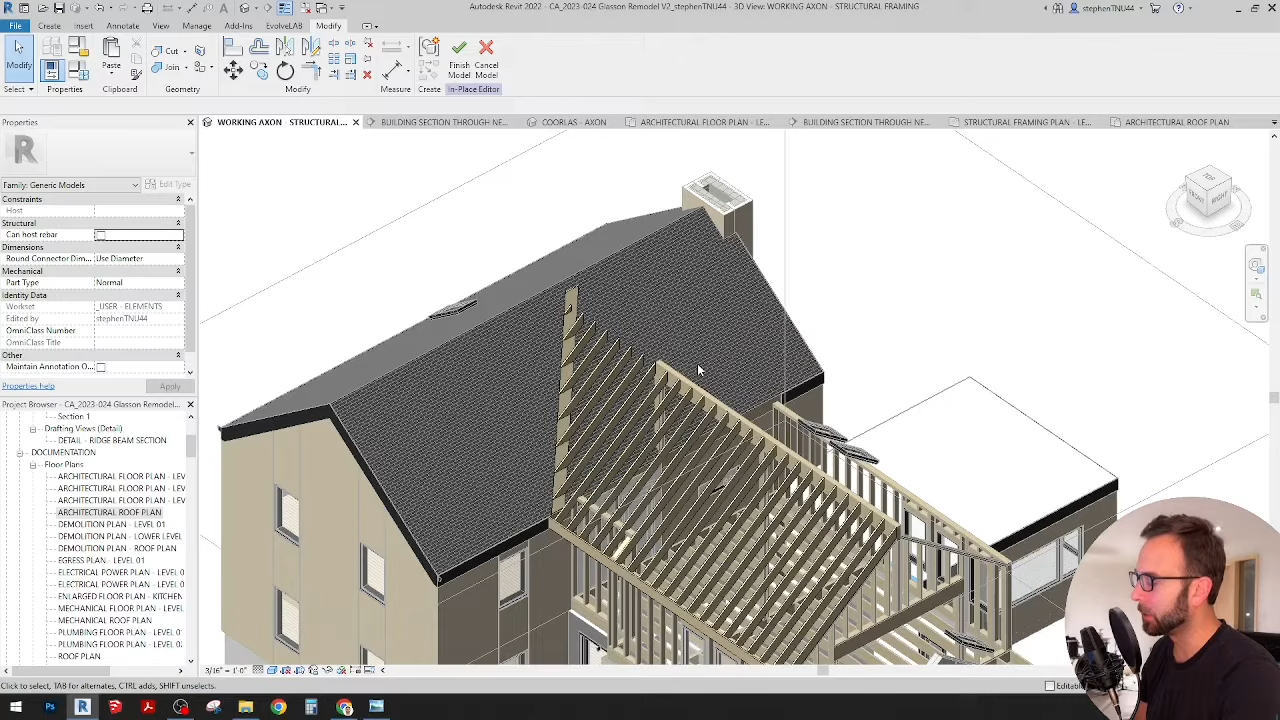 Autodesk Revit 2022 - CA_2023-024 Glasson Remodel V2_stephenTNU44 - 3D View: WORKING AXON - STRUCTURAL FRAMING
stephenTNU44
File Create Insert Annotate View Manage Add-Ins EvolveLAB Modify
Modify
Paste
Cut
Join
Finish Model
Cancel Model
Select Properties Clipboard Geometry Modify Measure Create In-Place Editor
Properties
WORKING AXON - STRUCTURAL...
BUILDING SECTION THROUGH NE...
COORLAS - AXON
ARCHITECTURAL FLOOR PLAN - LE...
BUILDING SECTION THROUGH NE...
STRUCTURAL FRAMING PLAN - LE...
ARCHITECTURAL ROOF PLAN
R
Family: Generic Models
Edit Type
Constraints
Host
Structural
Can host rebar
Dimensions
Round Connector Dim... Use Diameter
Mechanical
Part Type Normal
Identity Data
Workset _USER - ELEMENTS
Edited by stephenTNU44
OmniClass Number
OmniClass Title
Other
Maintain Annotation O...
Properties help
Apply
Project Browser - CA_2023-024 Glasson Remodel...
Section 1
Drafting Views (Detail)
DETAIL - RIDGE BEAM SECTION
DOCUMENTATION
Floor Plans
ARCHITECTURAL FLOOR PLAN - LEV
ARCHITECTURAL FLOOR PLAN - LEV
ARCHITECTURAL FLOOR PLAN - LEV
ARCHITECTURAL ROOF PLAN
DEMOLITION PLAN - LEVEL 01
DEMOLITION PLAN - LOWER LEVEL
DEMOLITION PLAN - ROOF PLAN
EGRESS PLAN - LEVEL 01
ELECTRICAL POWER PLAN - LEVEL 0
ELECTRICAL POWER PLAN - LEVEL 0
ENLARGED FLOOR PLAN - KITCHEN
MECHANICAL FLOOR PLAN - LEVEL
MECHANICAL ROOF PLAN
PLUMBING FLOOR PLAN - LEVEL 0
PLUMBING FLOOR PLAN - LEVEL 0
ROOF PLAN
TOP
FRONT
RIGHT
3/16" = 1'-0"
Click to select, TAB for alternates, CTRL adds, SHIFT unselects.